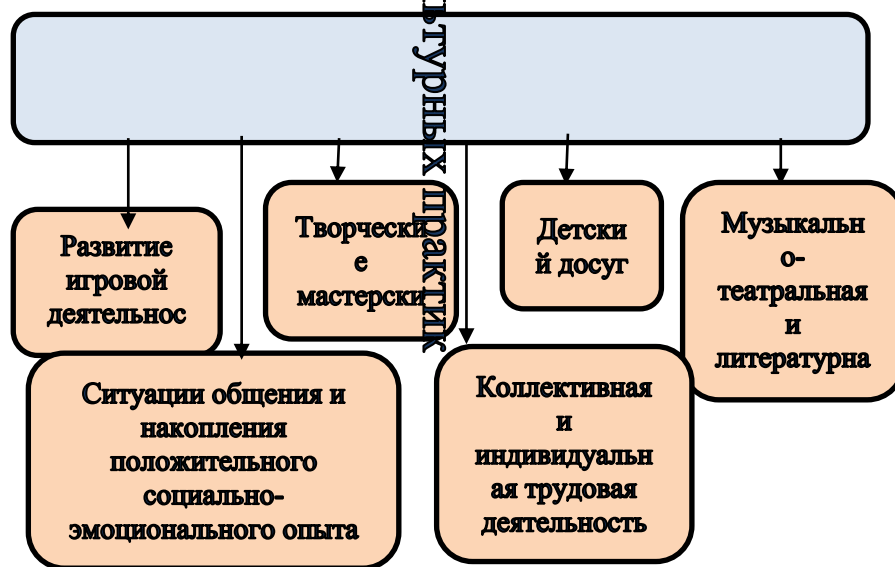 ьтурных практик
Развитие
игровой
деятельнос
Творчески
е
мастерски
Детски
й досуг
Музыкальн
о-
театральная
и
литературна
Ситуации общения и
накопления
положительного
социально-
эмоционального опыта
Коллективная
и
индивидуальн
ая трудовая
деятельность